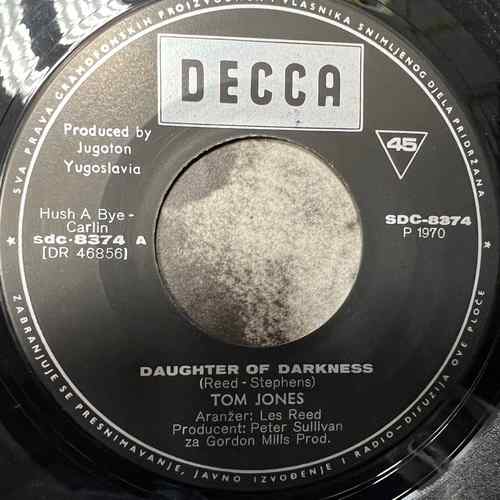 SVA PRAVA GRAMOFONSKIH PROIZVOĐAČA I VLASNIKA SNIMLJENOG DJELA PRIDRŽANA
DECCA
Produced by
Jugoton
Yugoslavia
45
Hush A Bye -
Carlin
sdc-8374 A
[DR 46856]
SDC-8374
P 1970
DAUGHTER OF DARKNESS
(Reed - Stephens)
TOM JONES
Aranžer: Les Reed
Producent: Peter Sullivan
za Gordon Mills Prod.
ZABRANJUJE SE PRESNIMAVANJE, JAVNO IZVOĐENJE I RADIO-DIFUZIJA OVE PLOČE